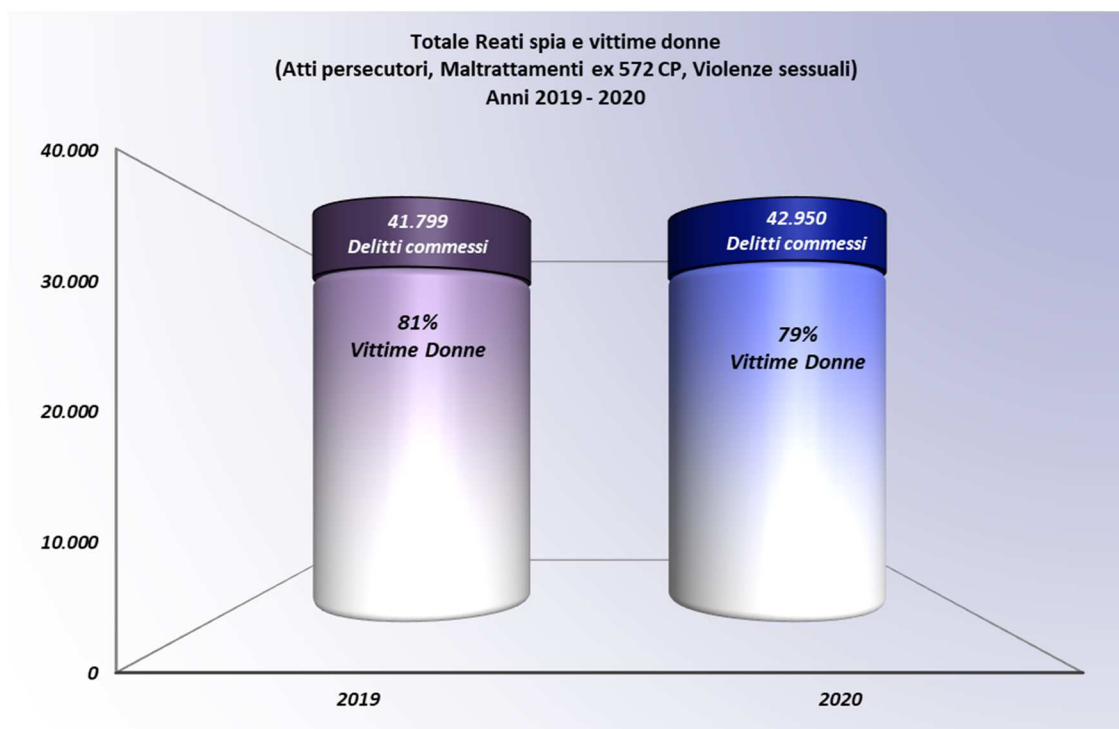 Totale Reati spia e vittime donne
(Atti persecutori, Maltrattamenti ex 572 CP, Violenze sessuali)
Anni 2019 - 2020
40.000
30.000
20.000
10.000
0
41.799
Delitti commessi
81%
Vittime Donne
42.950
Delitti commessi
79%
Vittime Donne
2019
2020